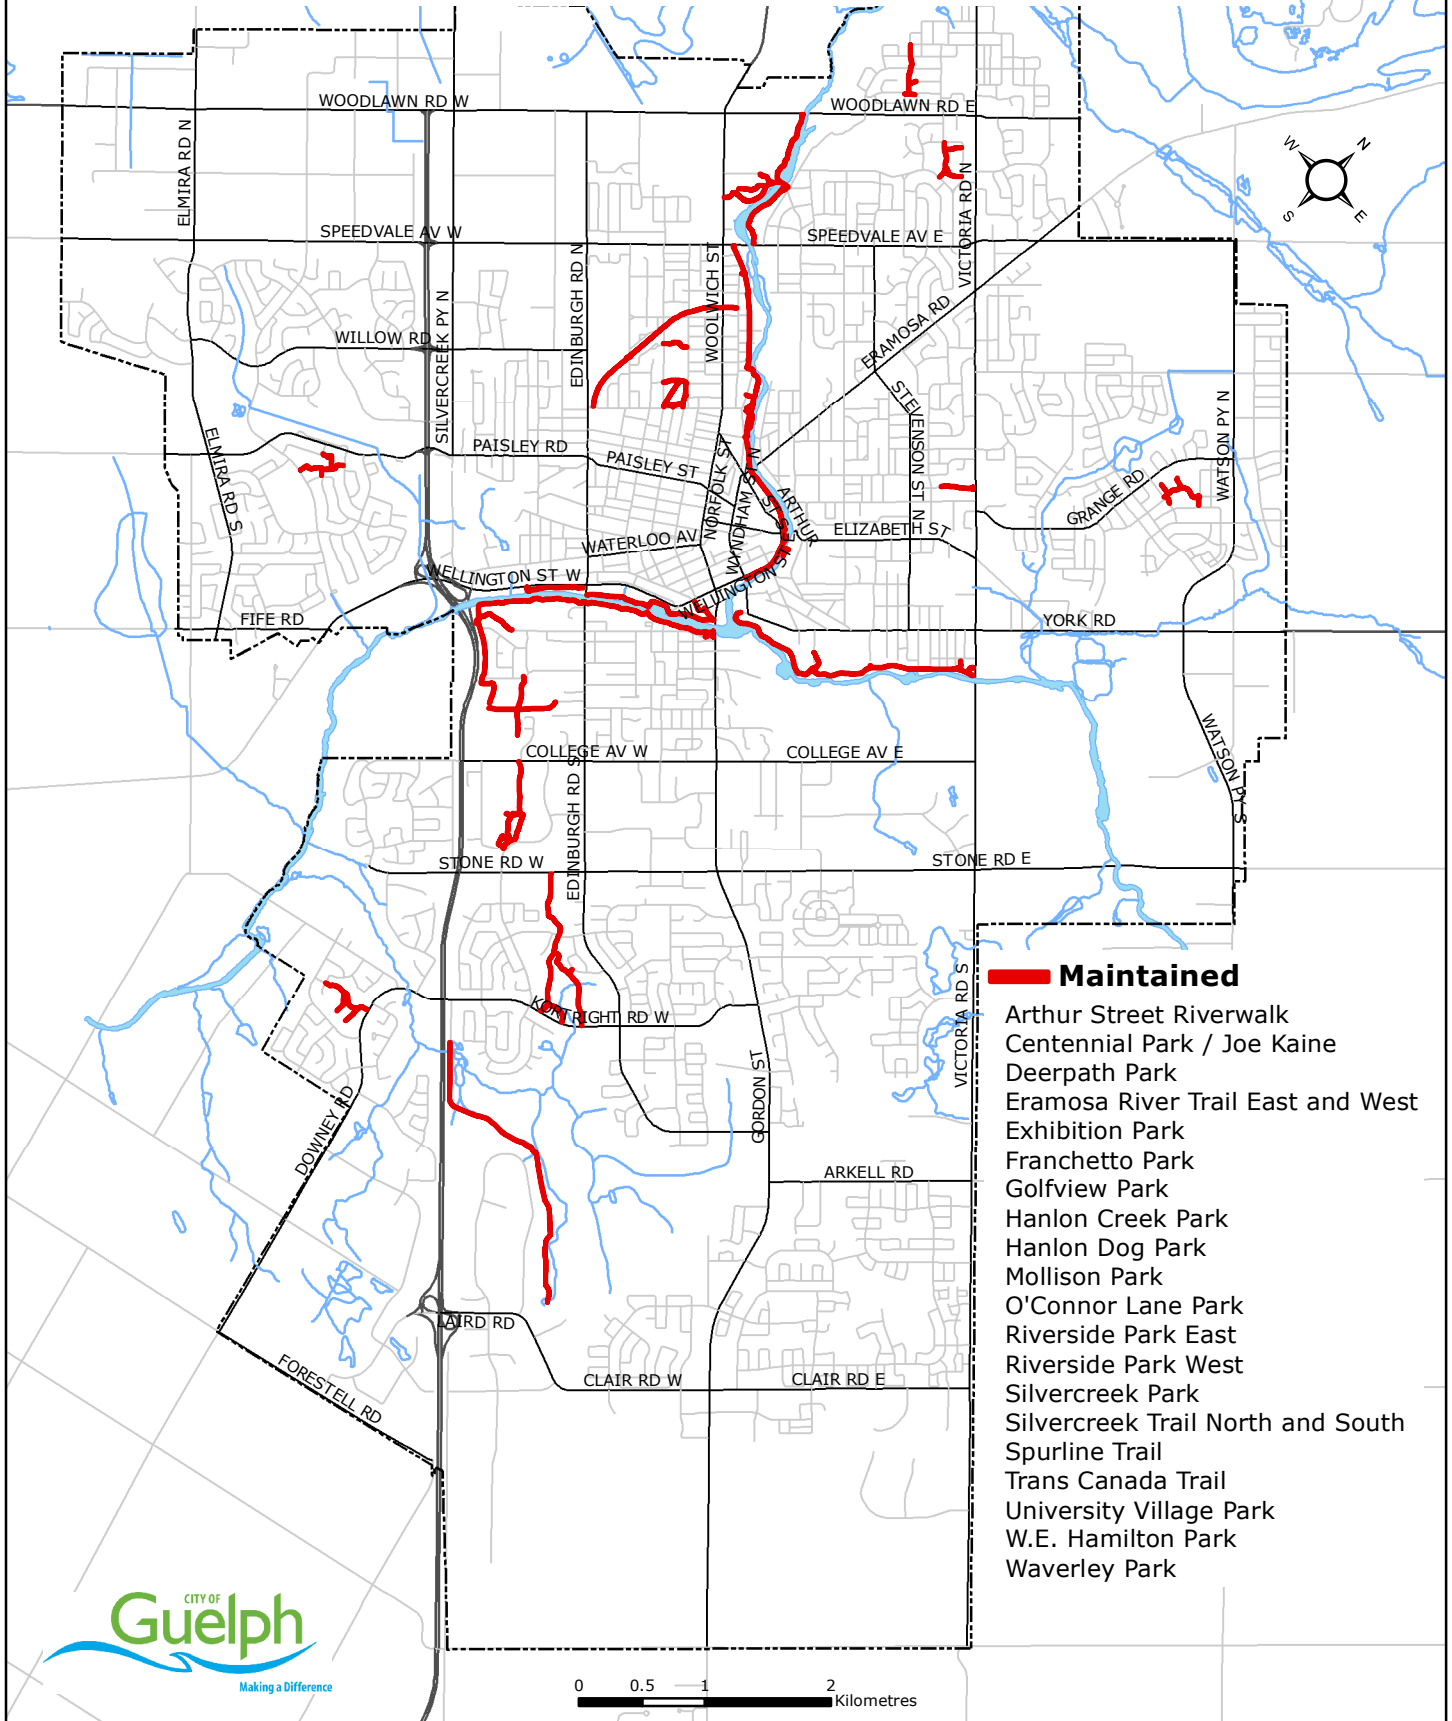 WOODLAWN RD W
WOODLAWN RD E
ELMIRA RD N
W
N
S
E
VICTORIA RD N
SPEEDVALE AV W
SPEEDVALE AV E
EDINBURGH RD N
WOOLWICH ST
SILVERCREEK PY N
WILLOW RD
ERAMOSA RD
STEVENSON ST N
WATSON PY N
ELMIRA RD S
PAISLEY RD
PAISLEY ST
NORFOLK ST
WYNDHAM ST N
ARTHUR
ST S
GRANGE RD
ELIZABETH ST
WATERLOO AV
WELLINGTON ST W
WELLINGTON ST E
FIFE RD
YORK RD
WATSON PY S
COLLEGE AV W
COLLEGE AV E
EDINBURGH RD S
STONE RD W
STONE RD E
KORTRIGHT RD W
VICTORIA RD S
GORDON ST
DOWNEY RD
ARKELL RD
LAIRD RD
FORESTELL RD
CLAIR RD W
CLAIR RD E
Maintained
Arthur Street Riverwalk
Centennial Park / Joe Kaine
Deerpath Park
Eramosa River Trail East and West
Exhibition Park
Franchetto Park
Golfview Park
Hanlon Creek Park
Hanlon Dog Park
Mollison Park
O'Connor Lane Park
Riverside Park East
Riverside Park West
Silvercreek Park
Silvercreek Trail North and South
Spurline Trail
Trans Canada Trail
University Village Park
W.E. Hamilton Park
Waverley Park
CITY OF
Guelph
Making a Difference
0 0.5 1 2
Kilometres